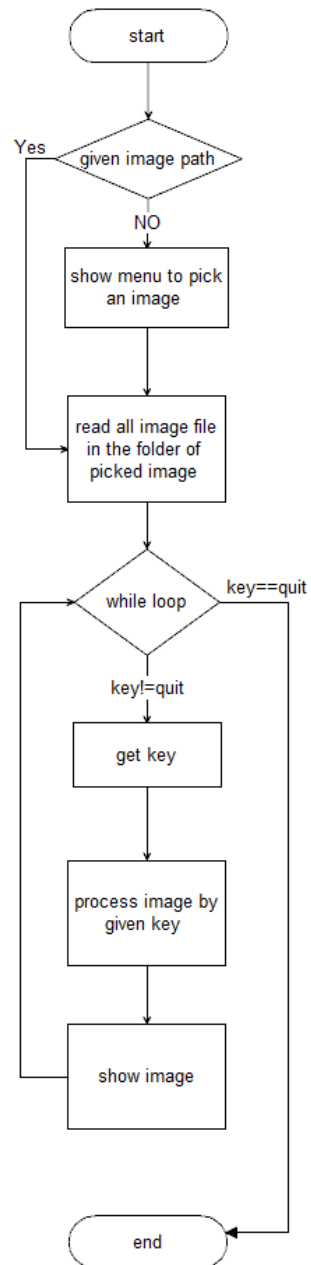 start
Yes
given image path
NO
show menu to pick
an image
read all image file
in the folder of
picked image
while loop
key==quit
key!=quit
get key
process image by
given key
show image
end